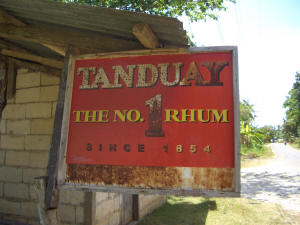 TANDUAY
THE NO. 1 RHUM
SINCE 1854